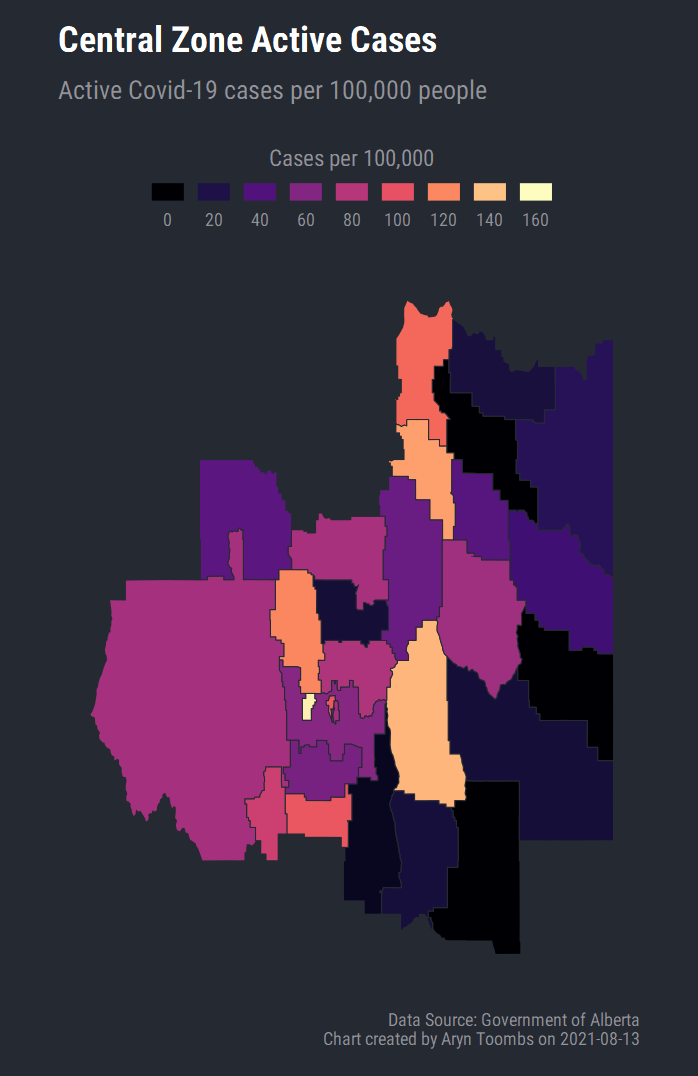 Central Zone Active Cases
Active Covid-19 cases per 100,000 people
Cases per 100,000
0 20 40 60 80 100 120 140 160
Data Source: Government of Alberta
Chart created by Aryn Toombs on 2021-08-13